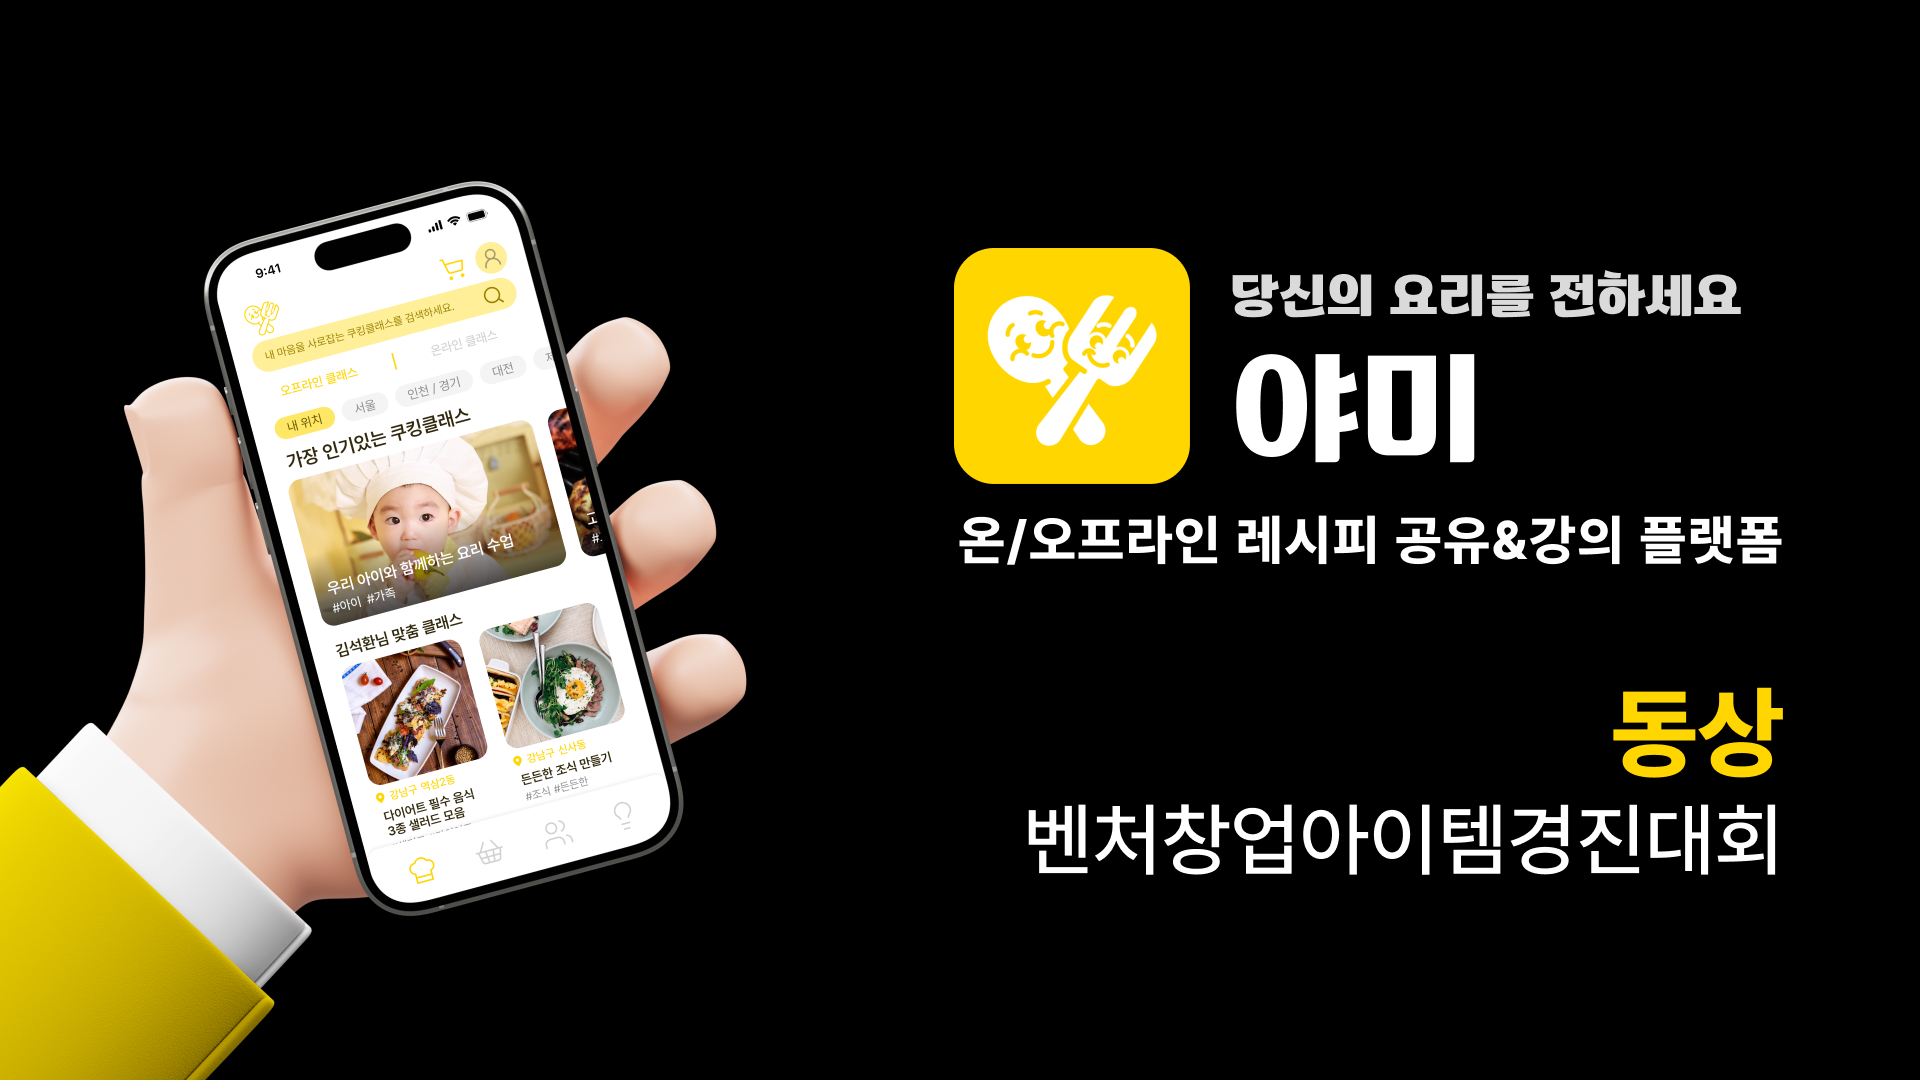 9:41
내 마음을 사로잡는 쿠킹클래스를 검색하세요.
오프라인 클래스 | 온라인 클래스
내 위치 서울 인천 / 경기 대전
가장 인기있는 쿠킹클래스
우리 아이와 함께하는 요리 수업
#아이 #가족
김석환님 맞춤 클래스
강남구 역삼2동
다이어트 필수 음식
3종 샐러드 모음
강남구 신사동
든든한 조식 만들기
#조식 #든든한
당신의 요리를 전하세요
야미
온/오프라인 레시피 공유&강의 플랫폼
동상
벤처창업아이템경진대회